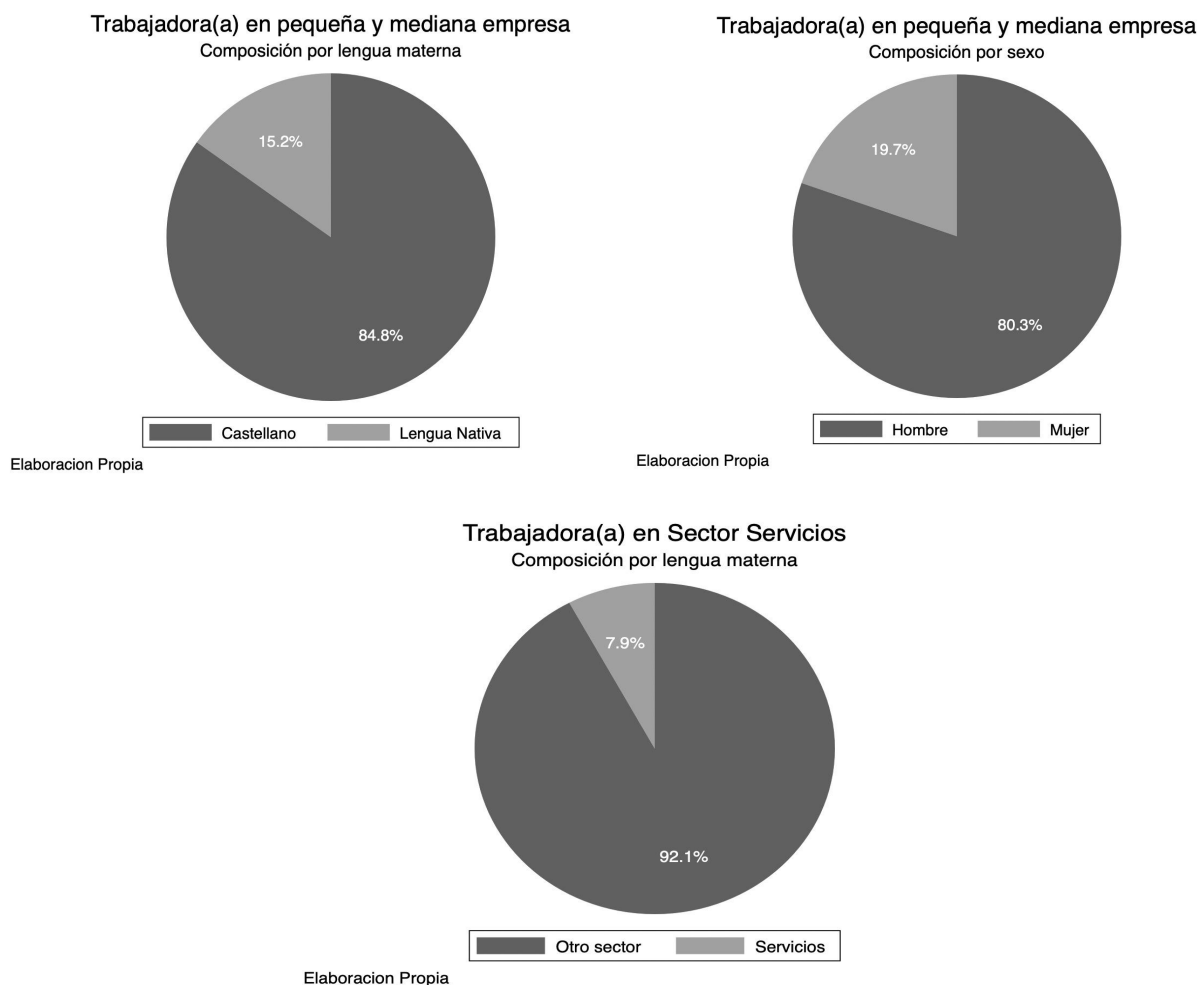 Trabajadora(a) en pequeña y mediana empresa
Composición por lengua materna
15.2%
84.8%
Castellano
Lengua Nativa
Elaboracion Propia
Trabajadora(a) en pequeña y mediana empresa
Composición por sexo
19.7%
80.3%
Hombre
Mujer
Elaboracion Propia
Trabajadora(a) en Sector Servicios
Composición por lengua materna
7.9%
92.1%
Otro sector
Servicios
Elaboracion Propia